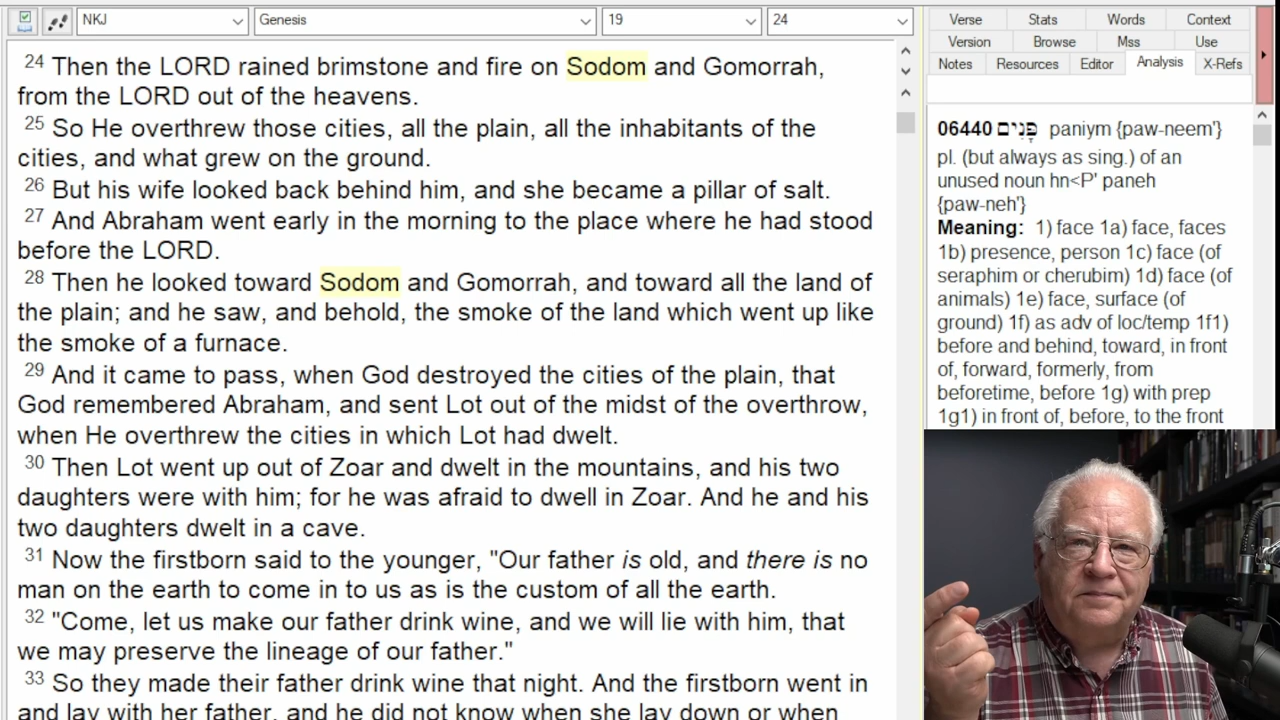 NKJ Genesis 19 24
24 Then the LORD rained brimstone and fire on Sodom and Gomorrah,
from the LORD out of the heavens.
25 So He overthrew those cities, all the plain, all the inhabitants of the
cities, and what grew on the ground.
26 But his wife looked back behind him, and she became a pillar of salt.
27 And Abraham went early in the morning to the place where he had stood
before the LORD.
28 Then he looked toward Sodom and Gomorrah, and toward all the land of
the plain; and he saw, and behold, the smoke of the land which went up like
the smoke of a furnace.
29 And it came to pass, when God destroyed the cities of the plain, that
God remembered Abraham, and sent Lot out of the midst of the overthrow,
when He overthrew the cities in which Lot had dwelt.
30 Then Lot went up out of Zoar and dwelt in the mountains, and his two
daughters were with him; for he was afraid to dwell in Zoar. And he and his
two daughters dwelt in a cave.
31 Now the firstborn said to the younger, "Our father is old, and there is no
man on the earth to come in to us as is the custom of all the earth.
32 "Come, let us make our father drink wine, and we will lie with him, that
we may preserve the lineage of our father."
33 So they made their father drink wine that night. And the firstborn went in
and lay with her father, and he did not know when she lay down or when
Verse Stats Words Context
Version Browse Mss Use
Notes Resources Editor Analysis X-Refs
06440 פָּנִים paniym {paw-neem'}
pl. (but always as sing.) of an
unused noun hn<P' paneh
{paw-neh'}
Meaning: 1) face 1a) face, faces
1b) presence, person 1c) face (of
seraphim or cherubim) 1d) face (of
animals) 1e) face, surface (of
ground) 1f) as adv of loc/temp 1f1)
before and behind, toward, in front
of, forward, formerly, from
beforetime, before 1g) with prep
1g1) in front of, before, to the front